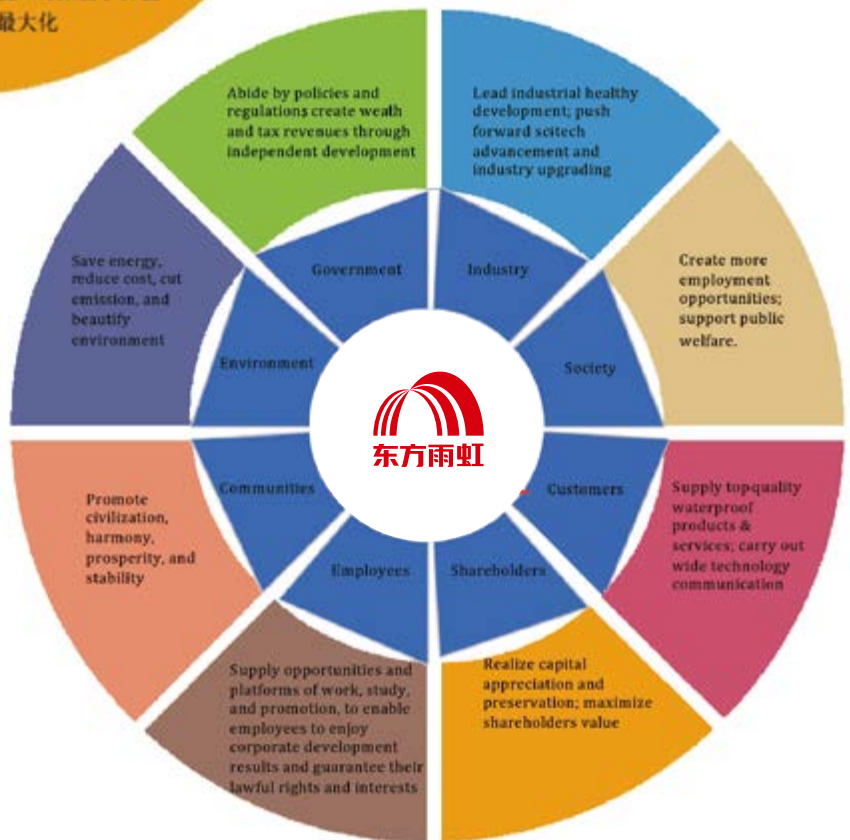 最大化
Abide by policies and
regulations create wealth
and tax revenues through
independent development
Lead industrial healthy
development; push
forward scitech
advancement and
industry upgrading
Save energy,
reduce cost, cut
emission, and
beautify
environment
Create more
employment
opportunities;
support public
welfare.
Government
Industry
Environment
Society
东方雨虹
Communities
Customers
Employees
Shareholders
Promote
civilization,
harmony,
prosperity, and
stability
Supply topquality
waterproof
products &
services; carry out
wide technology
communication
Supply opportunities and
platforms of work, study,
and promotion, to enable
employees to enjoy
corporate development
results and guarantee their
lawful rights and interests
Realize capital
appreciation and
preservation; maximize
shareholders value